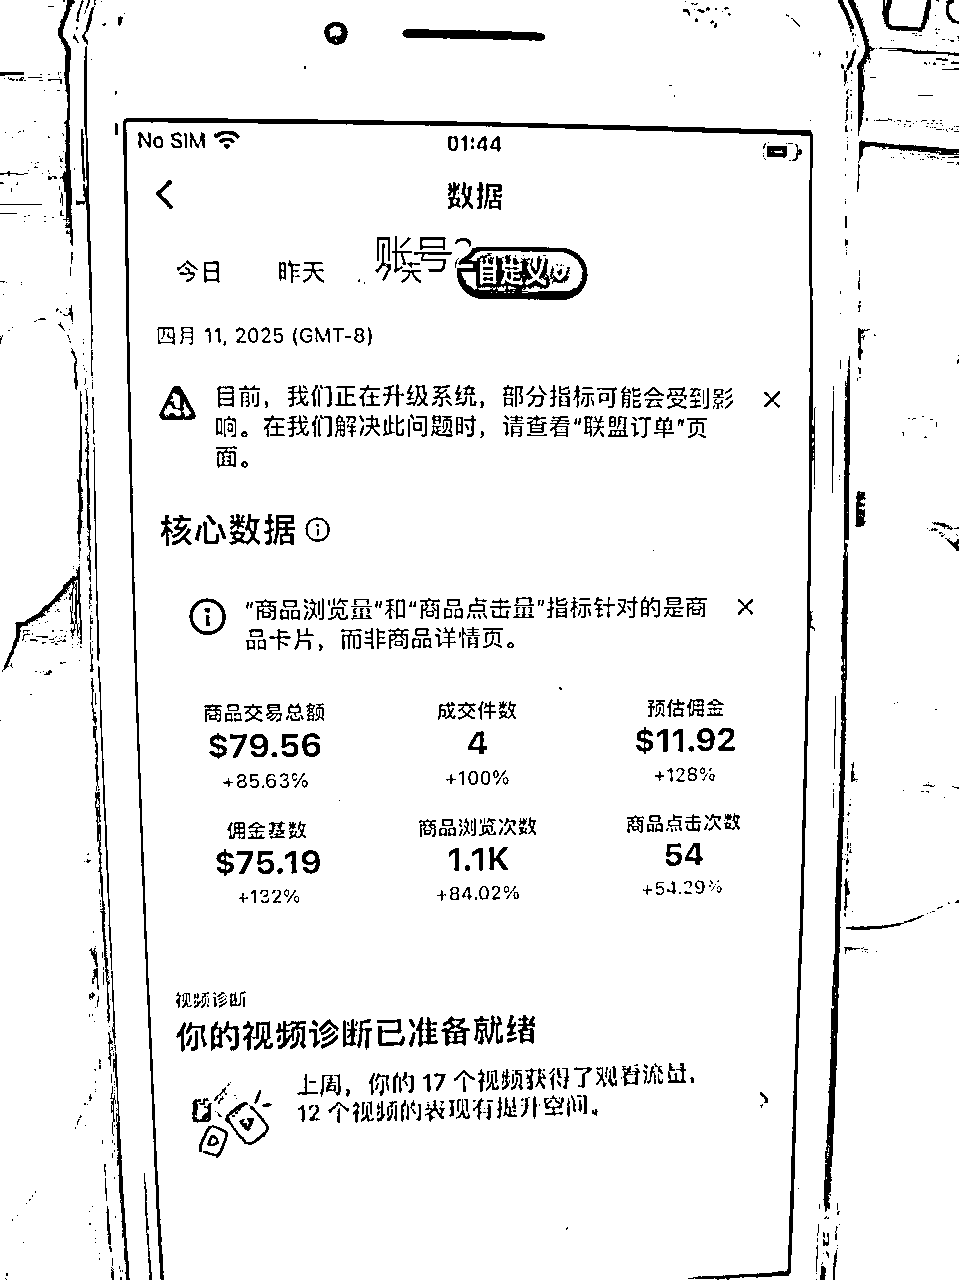 No SIM 01:44
数据
账号2
今日 昨天 天 自定义
四月 11, 2025 (GMT-8)
目前，我们正在升级系统，部分指标可能会受到影
响。在我们解决此问题时，请查看“联盟订单”页
面。
核心数据
“商品浏览量”和“商品点击量”指标针对的是商
品卡片，而非商品详情页。
商品交易总额 成交件数 预估佣金
$79.56 4 $11.92
+85.63% +100% +128%
佣金基数 商品浏览次数 商品点击次数
$75.19 1.1K 54
+132% +84.02% +54.29%
视频诊断
你的视频诊断已准备就绪
上周，你的 17 个视频获得了观看流量.
12 个视频的表现有提升空间。